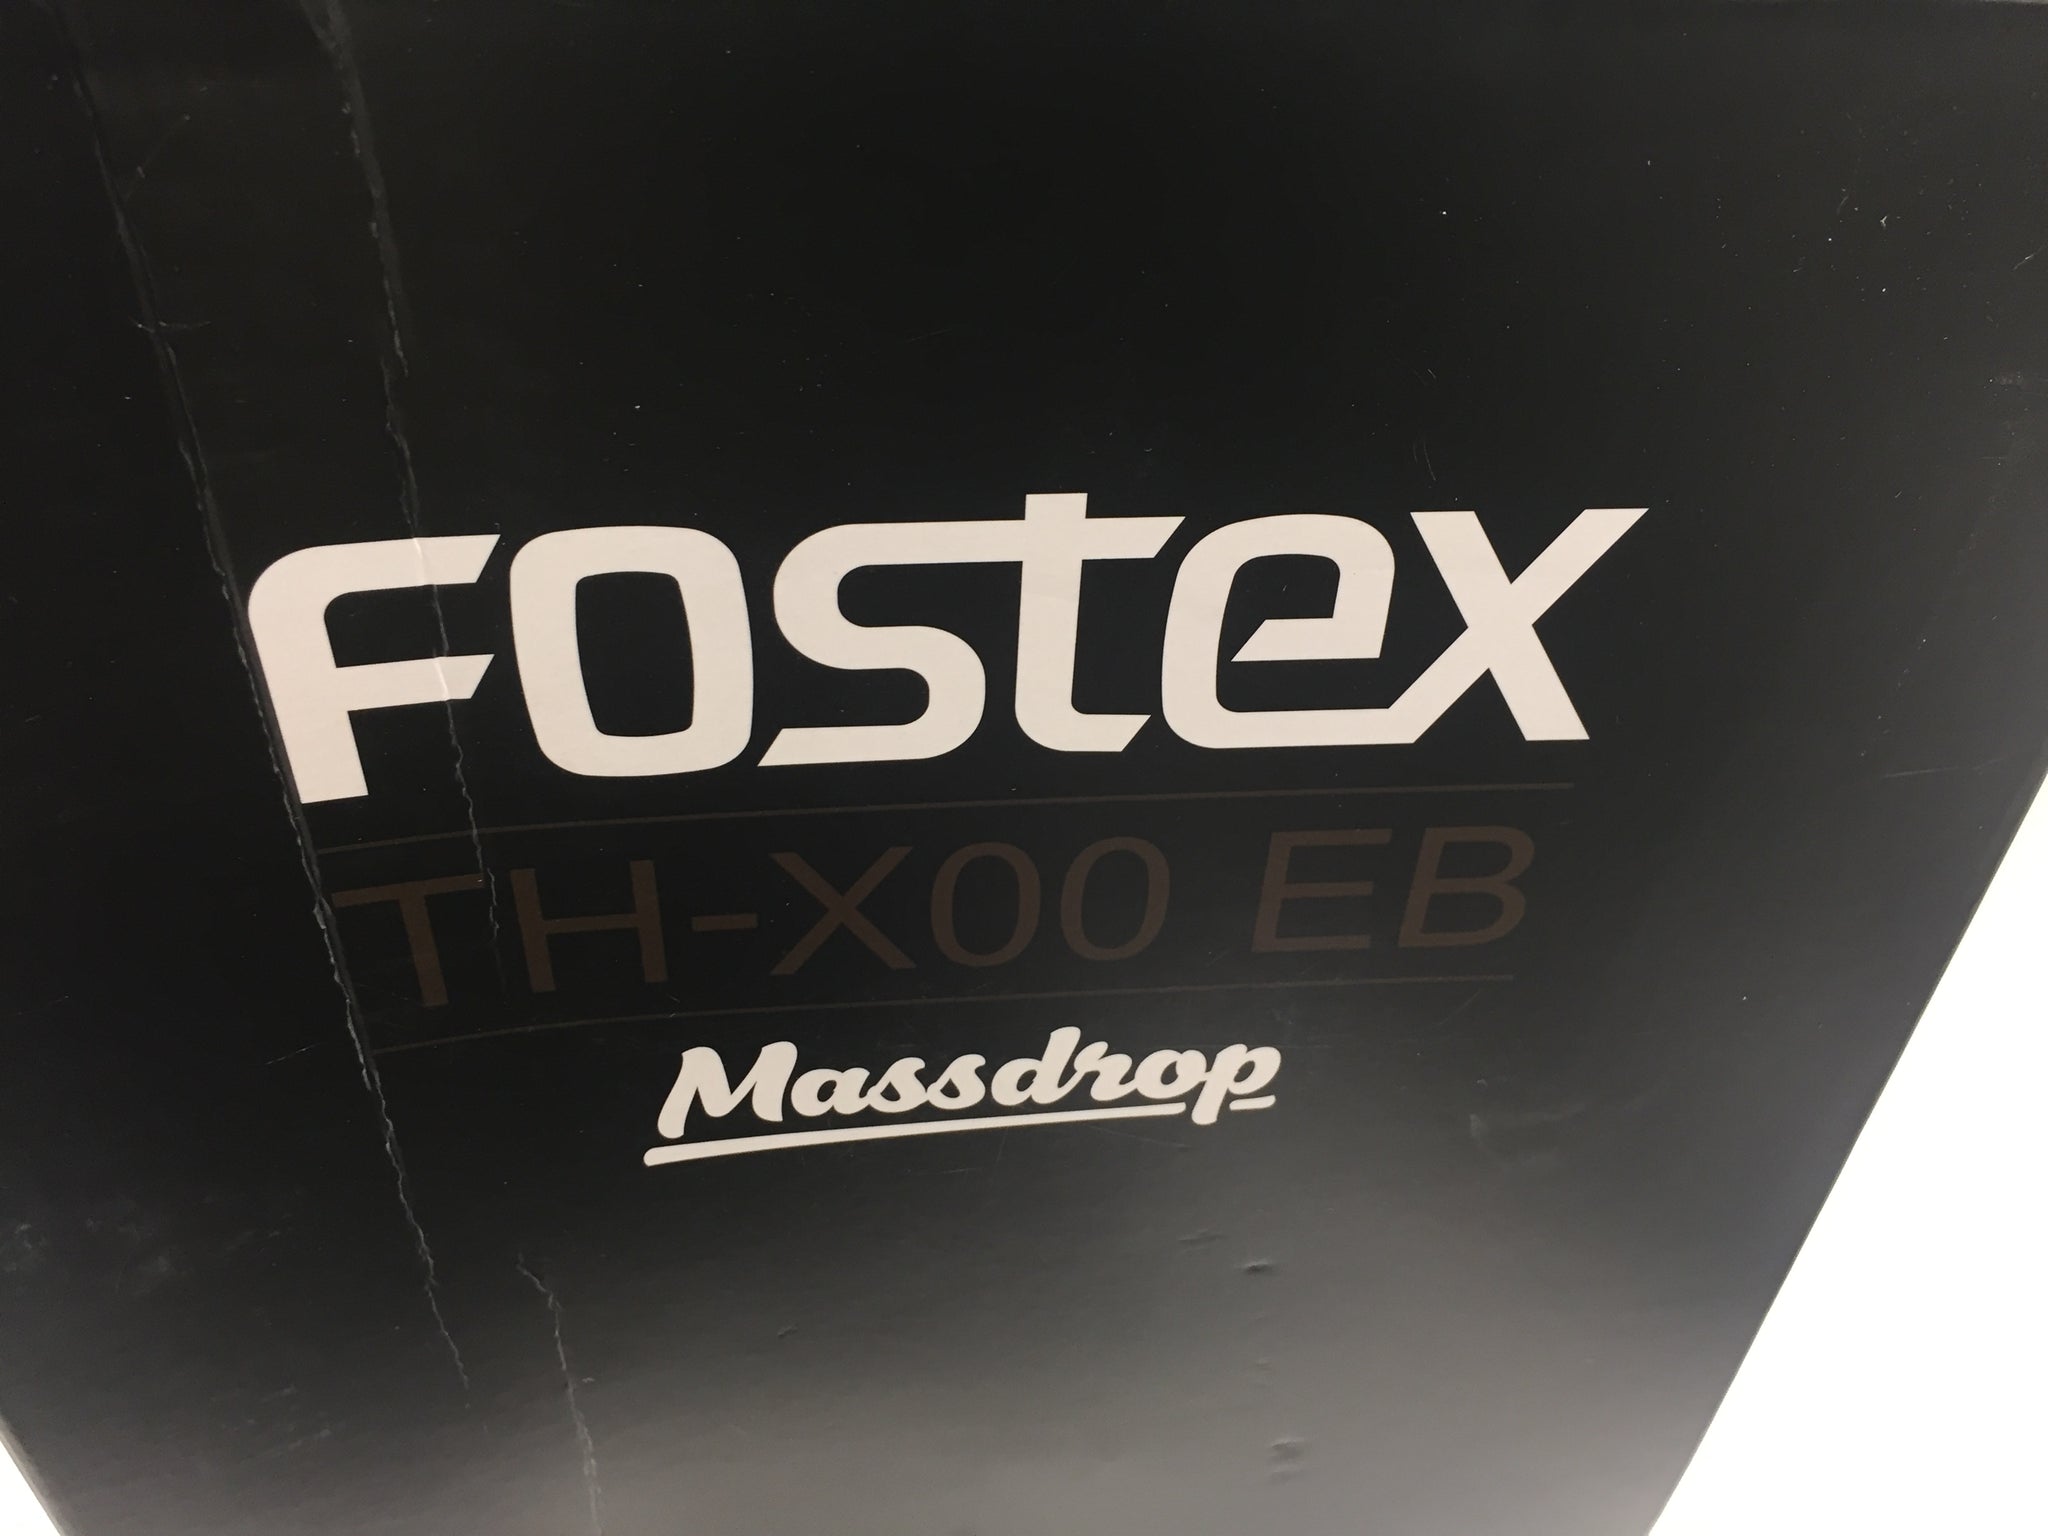 Fostex
TH-X00 EB
Massdrop